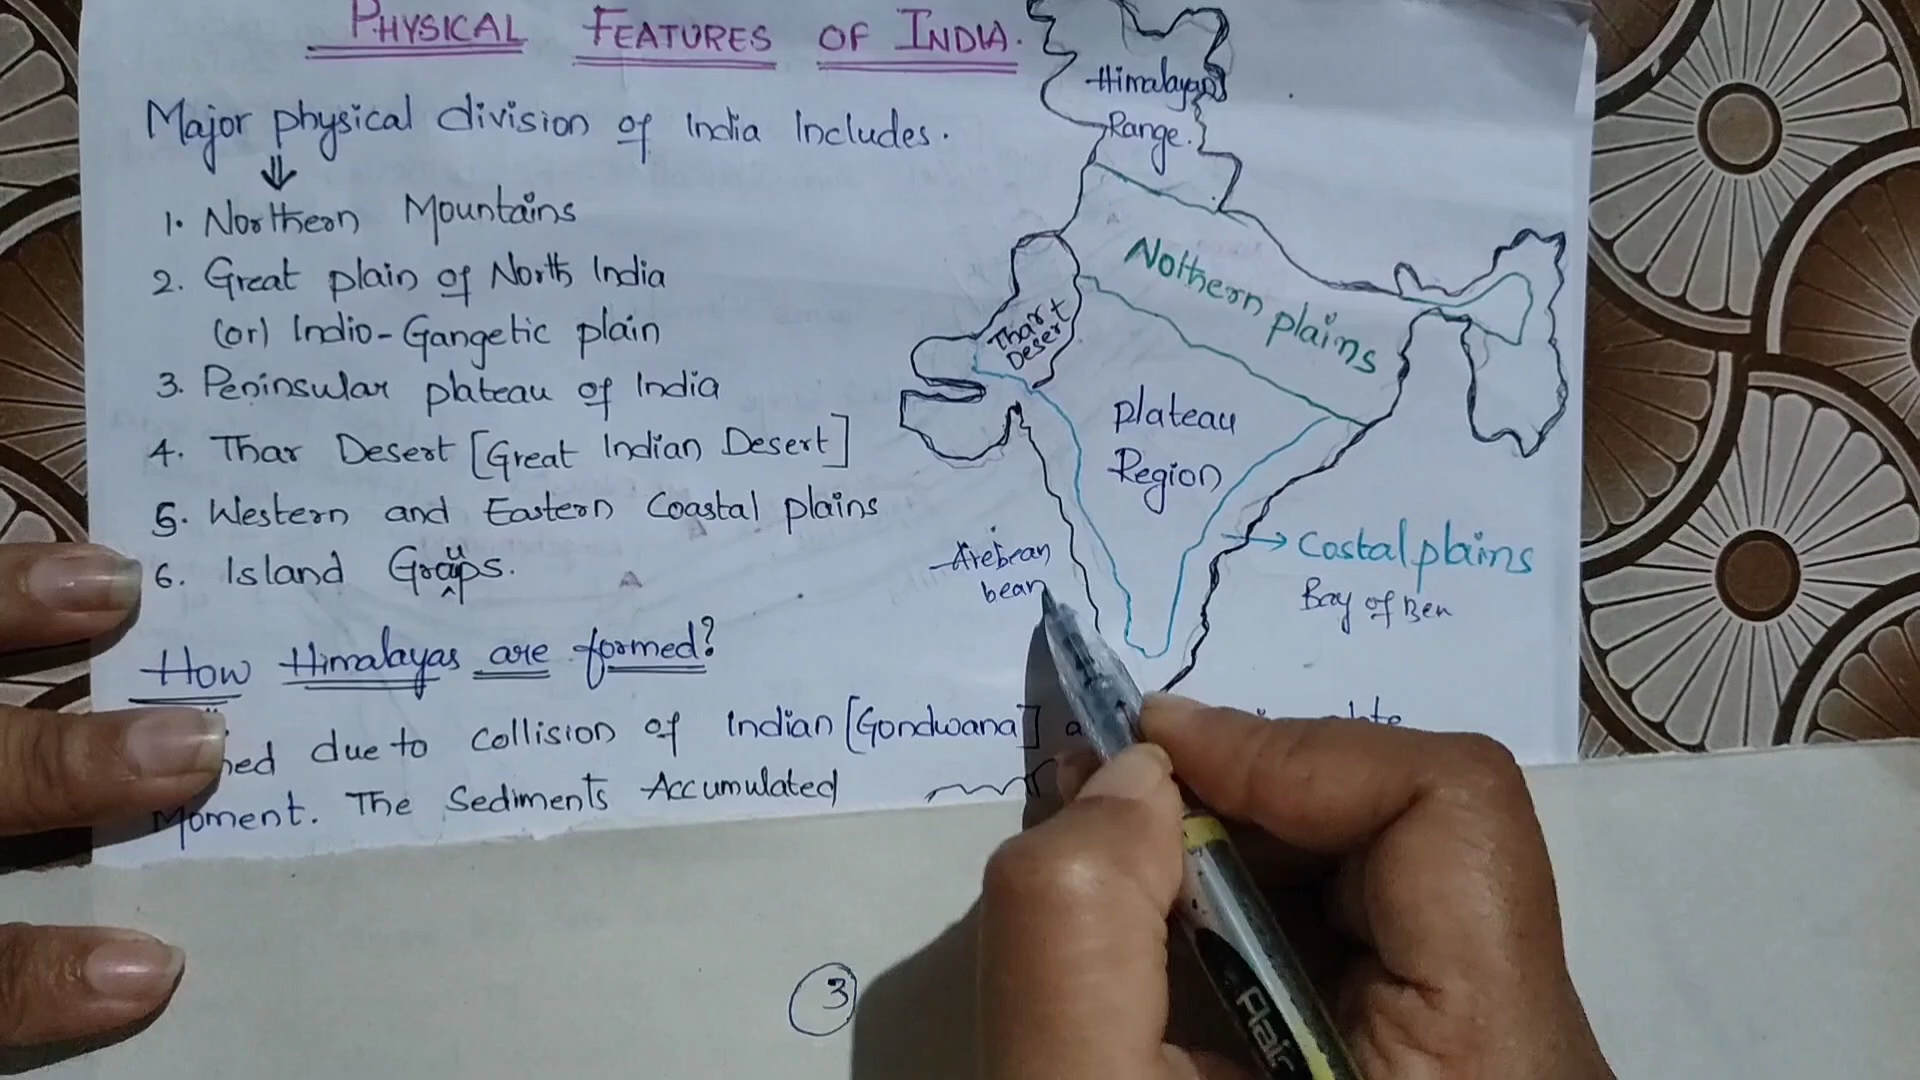 PHYSICAL FEATURES OF INDIA.
Major physical division of India Includes.
1. Northern Mountains
2. Great plain of North India
(or) Indio-Gangetic plain
3. Peninsular plateau of India
4. Thar Desert [Great Indian Desert]
5. Western and Eastern Coastal plains
6. Island Groups.
How Himalayas are formed?
due to collision of Indian [Gondwana]
Moment. The Sediments Accumulated
Himalayan
Range.
Nothern plains
Thar
Desert
Plateau
Region
Costal plains
Bay of Ben
Arebean
bean
3
Flair